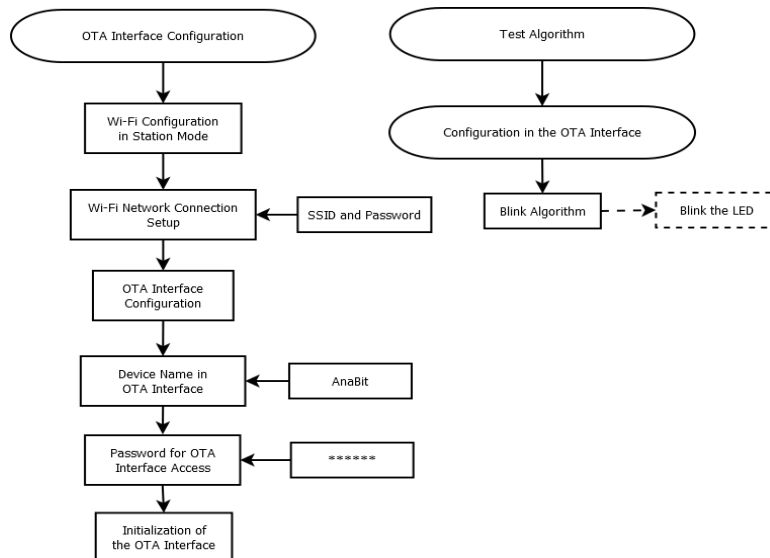 OTA Interface Configuration
Wi-Fi Configuration
in Station Mode
Wi-Fi Network Connection
Setup
SSID and Password
OTA Interface
Configuration
Device Name in
OTA Interface
AnaBit
Password for OTA
Interface Access
******
Initialization of
the OTA Interface
Test Algorithm
Configuration in the OTA Interface
Blink Algorithm
Blink the LED